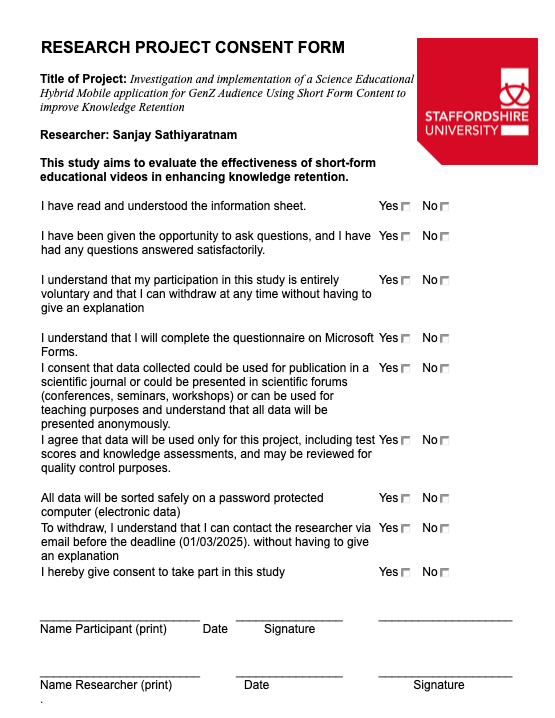 RESEARCH PROJECT CONSENT FORM
Title of Project: Investigation and implementation of a Science Educational
Hybrid Mobile application for GenZ Audience Using Short Form Content to
improve Knowledge Retention
STAFFORDSHIRE
UNIVERSITY
Researcher: Sanjay Sathiyaratnam
This study aims to evaluate the effectiveness of short-form
educational videos in enhancing knowledge retention.
I have read and understood the information sheet. Yes No
I have been given the opportunity to ask questions, and I have Yes No
had any questions answered satisfactorily.
I understand that my participation in this study is entirely Yes No
voluntary and that I can withdraw at any time without having to
give an explanation
I understand that I will complete the questionnaire on Microsoft Yes No
Forms.
I consent that data collected could be used for publication in a Yes No
scientific journal or could be presented in scientific forums
(conferences, seminars, workshops) or can be used for
teaching purposes and understand that all data will be
presented anonymously.
I agree that data will be used only for this project, including test Yes No
scores and knowledge assessments, and may be reviewed for
quality control purposes.
All data will be sorted safely on a password protected Yes No
computer (electronic data)
To withdraw, I understand that I can contact the researcher via Yes No
email before the deadline (01/03/2025). without having to give
an explanation
I hereby give consent to take part in this study Yes No
Name Participant (print) Date Signature
Name Researcher (print) Date Signature
.